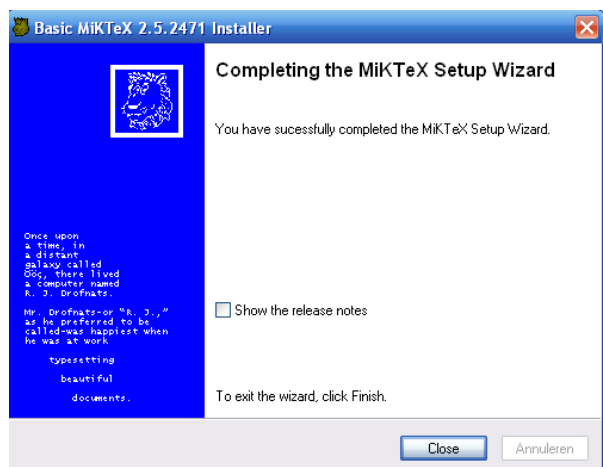 Basic MiKTeX 2.5.2471 Installer
Completing the MiKTeX Setup Wizard
You have sucessfully completed the MiKTeX Setup Wizard.
Once upon
a time, in
a distant
galaxy called
Ööç, there lived
a computer named
R. J. Drofnats.
Mr. Drofnats-or "R. J.,"
as he preferred to be
called-was happiest when
he was at work
typesetting
beautiful
documents.
Show the release notes
To exit the wizard, click Finish.
Close
Annuleren